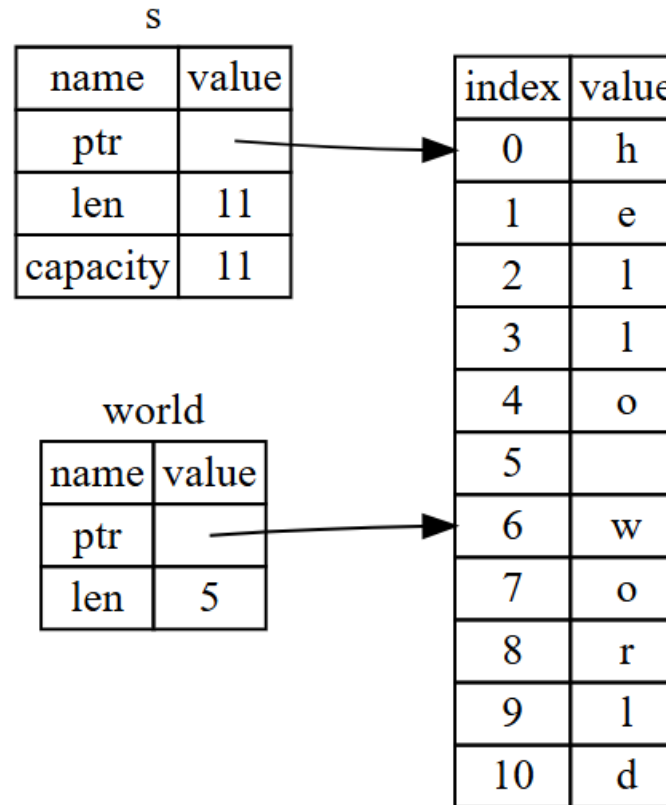 s
name value
ptr
len 11
capacity 11
world
name value
ptr
len 5
index value
0 h
1 e
2 l
3 l
4 o
5
6 w
7 o
8 r
9 l
10 d